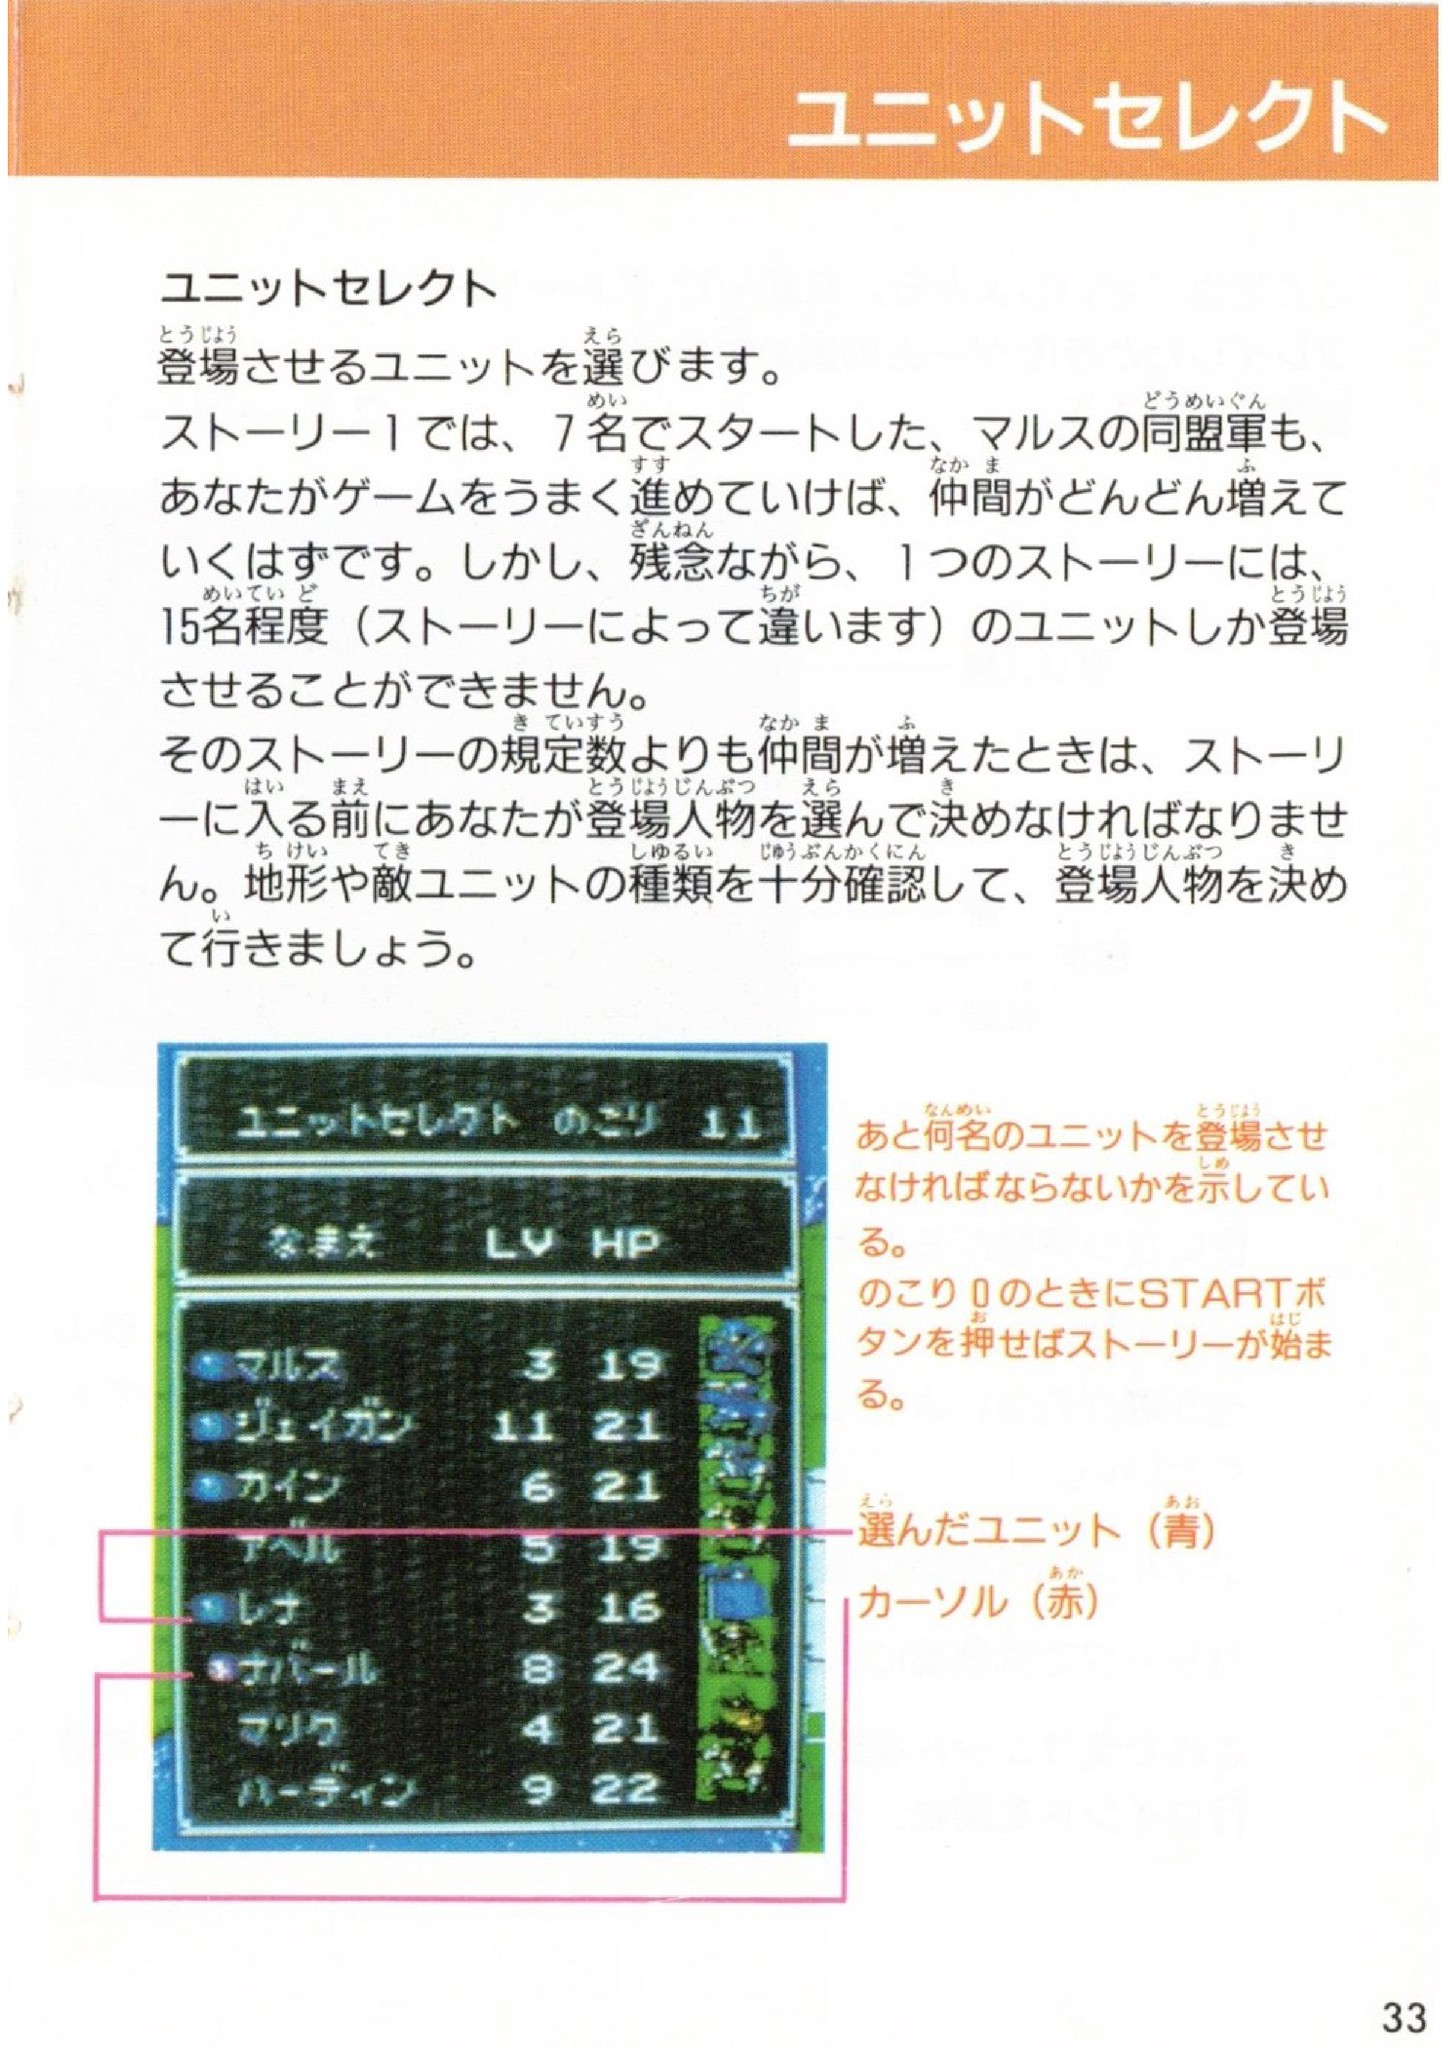 ユニットセレクト
ユニットセレクト
登場させるユニットを選びます。
ストーリー1では、7名でスタートした、マルスの同盟軍も、
あなたがゲームをうまく進めていけば、仲間がどんどん増えて
いくはずです。しかし、残念ながら、1つのストーリーには、
15名程度（ストーリーによって違います）のユニットしか登場
させることができません。
そのストーリーの規定数よりも仲間が増えたときは、ストーリ
ーに入る前にあなたが登場人物を選んで決めなければなりませ
ん。地形や敵ユニットの種類を十分確認して、登場人物を決め
て行きましょう。
ユニットセレクト のこり 11
なまえ LV HP
マルス 3 19
ジェイガン 11 21
カイン 6 21
アベル 5 19
レナ 3 16
ナバール 8 24
マリク 4 21
ハーディン 9 22
あと何名のユニットを登場させ
なければならないかを示してい
る。
のこり0のときにSTARTボ
タンを押せばストーリーが始ま
る。
選んだユニット（青）
カーソル（赤）
33